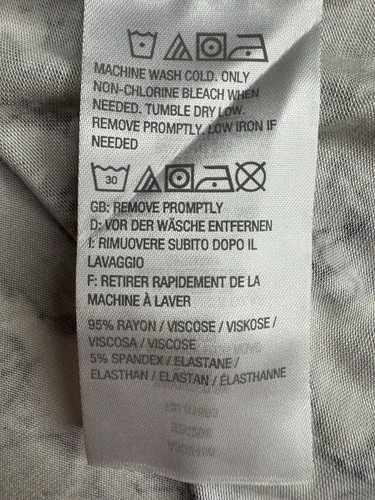 MACHINE WASH COLD. ONLY
NON-CHLORINE BLEACH WHEN
NEEDED. TUMBLE DRY LOW.
REMOVE PROMPTLY. LOW IRON IF
NEEDED
30
GB: REMOVE PROMPTLY
D: VOR DER WÄSCHE ENTFERNEN
I: RIMUOVERE SUBITO DOPO IL
LAVAGGIO
F: RETIRER RAPIDEMENT DE LA
MACHINE À LAVER
95% RAYON / VISCOSE / VISKOSE /
VISCOSA / VISCOSE
5% SPANDEX / ELASTANE /
ELASTHAN / ELASTAN / ÉLASTHANNE